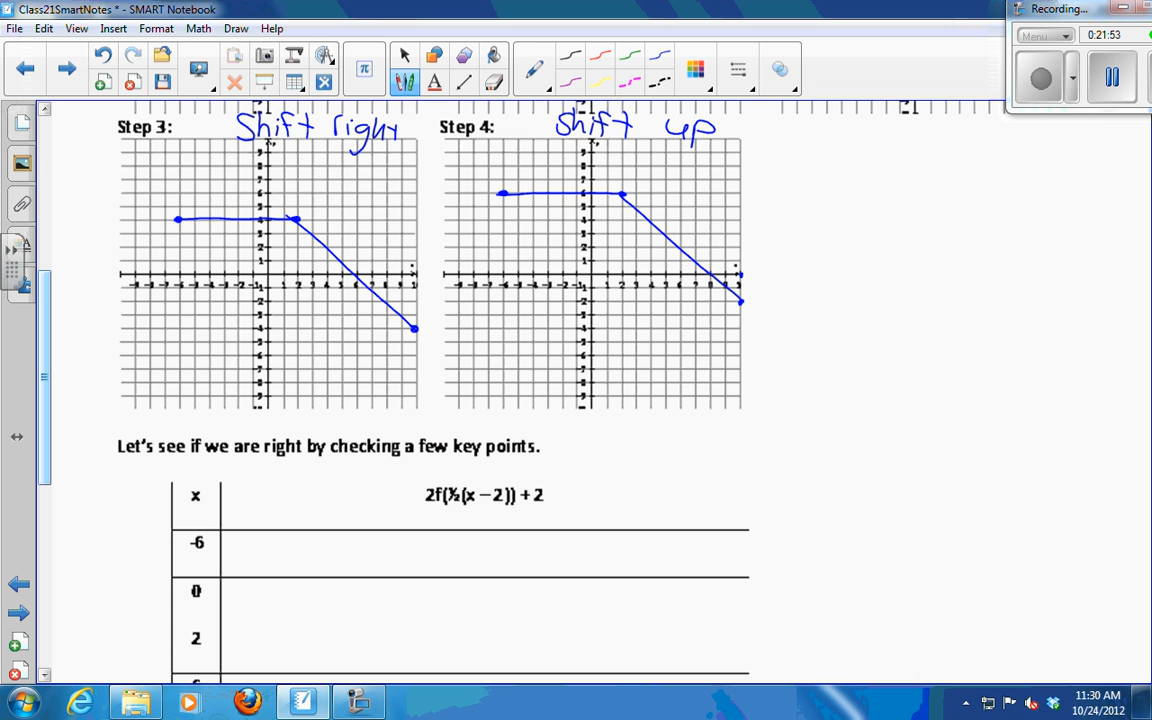 Class21SmartNotes * - SMART Notebook
Recording...
File Edit View Insert Format Math Draw Help
Menu
0:21:53
Step 3: Shift right
Step 4: Shift up
Let's see if we are right by checking a few key points.
x 2f(½(x – 2)) + 2
-6
0
2
11:30 AM
10/24/2012